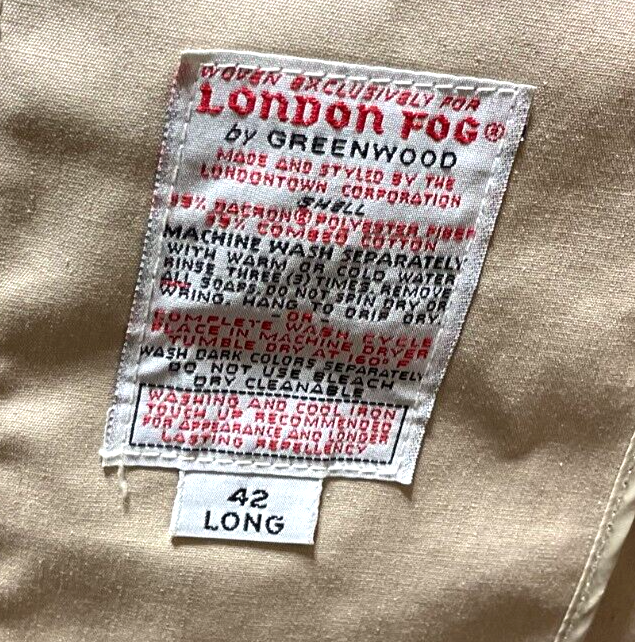 WOVEN EXCLUSIVELY FOR
LONDON FOG®
by GREENWOOD
MADE AND STYLED BY THE
LONDONTOWN CORPORATION
SHELL
% DACRON® POLYESTER FIBER
% COMBED COTTON
MACHINE WASH SEPARATELY
WITH WARM OR COLD WATER
RINSE THREE (3) TIMES REMOVE
ALL SOAP. DO NOT SPIN DRY OR
WRING. HANG TO DRIP DRY
-OR-
COMPLETE WASH CYCLE
PLACE IN MACHINE DRYER
TUMBLE DRY AT 160° F
WASH DARK COLORS SEPARATELY
DO NOT USE BLEACH
DRY CLEANABLE
WASHING AND COOL IRON
TOUCH UP RECOMMENDED
FOR APPEARANCE AND LONGER
LASTING REPELLENCY
42
LONG